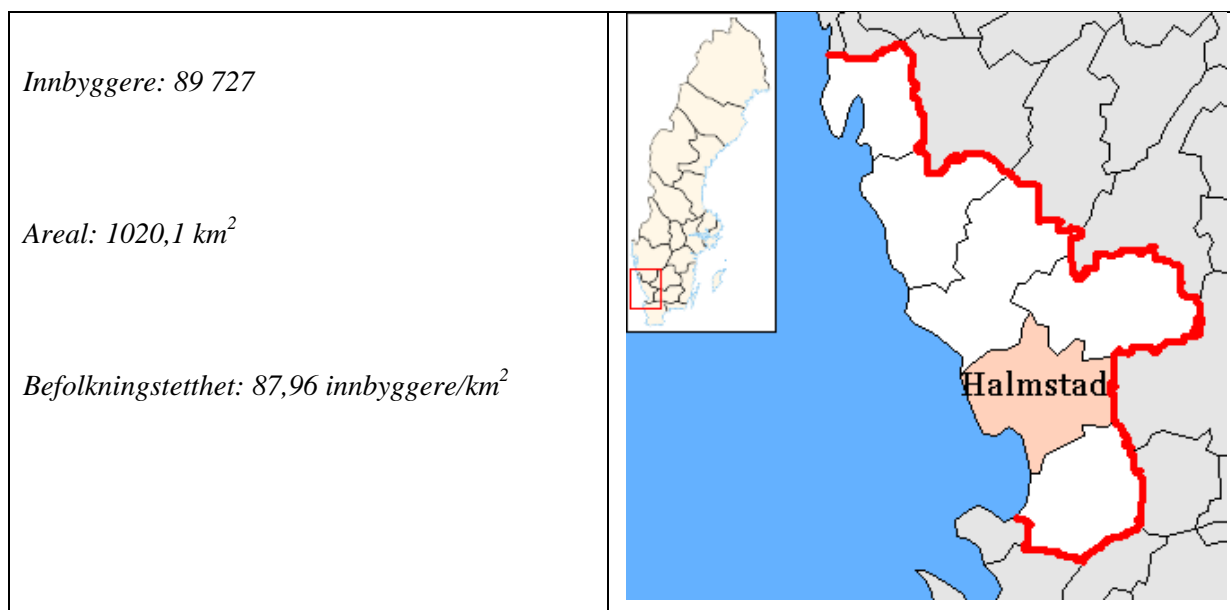 Innbyggere: 89 727
Areal: 1020,1 km²
Befolkningstetthet: 87,96 innbyggere/km²
Halmstad